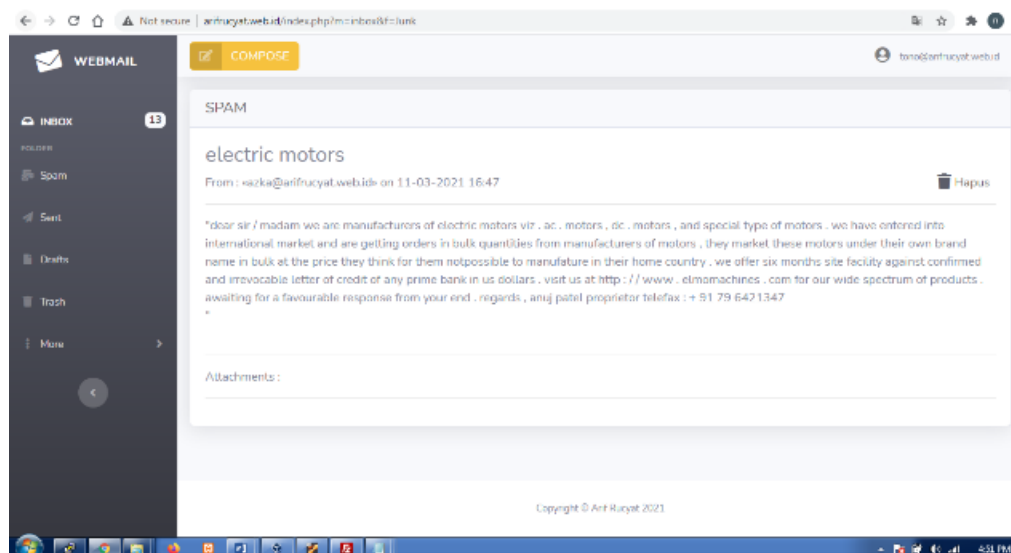 Not secure | arifrucyat.web.id/index.php?m=inbox&f=Junk
WEBMAIL
COMPOSE
tono@arifrucyat.web.id
INBOX 13
FOLDER
Spam
Sent
Drafts
Trash
More
SPAM
electric motors
From : <azka@arifrucyat.web.id> on 11-03-2021 16:47
Hapus
"dear sir / madam we are manufacturers of electric motors viz . ac . motors , dc . motors , and special type of motors . we have entered into
international market and are getting orders in bulk quantities from manufacturers of motors , they market these motors under their own brand
name in bulk at the price they think for them notpossible to manufature in their home country . we offer six months site facility against confirmed
and irrevocable letter of credit of any prime bank in us dollars . visit us at http : / / www . elmomachines . com for our wide spectrum of products .
awaiting for a favourable response from your end . regards , anuj patel proprietor telefax : + 91 79 6421347
"
Attachments :
Copyright © Arif Rucyat 2021
4:51 PM